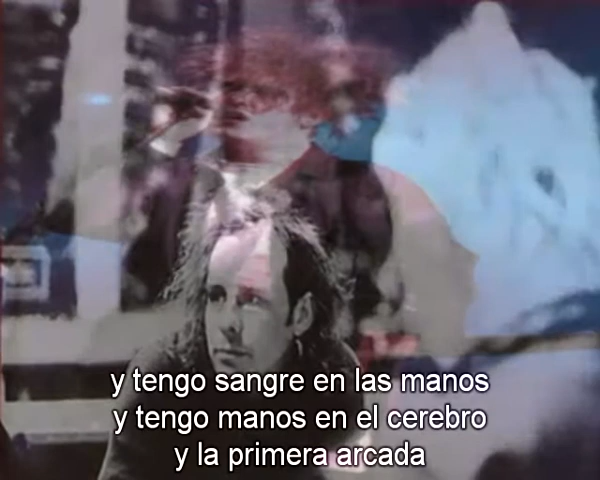 y tengo sangre en las manos
y tengo manos en el cerebro
y la primera arcada